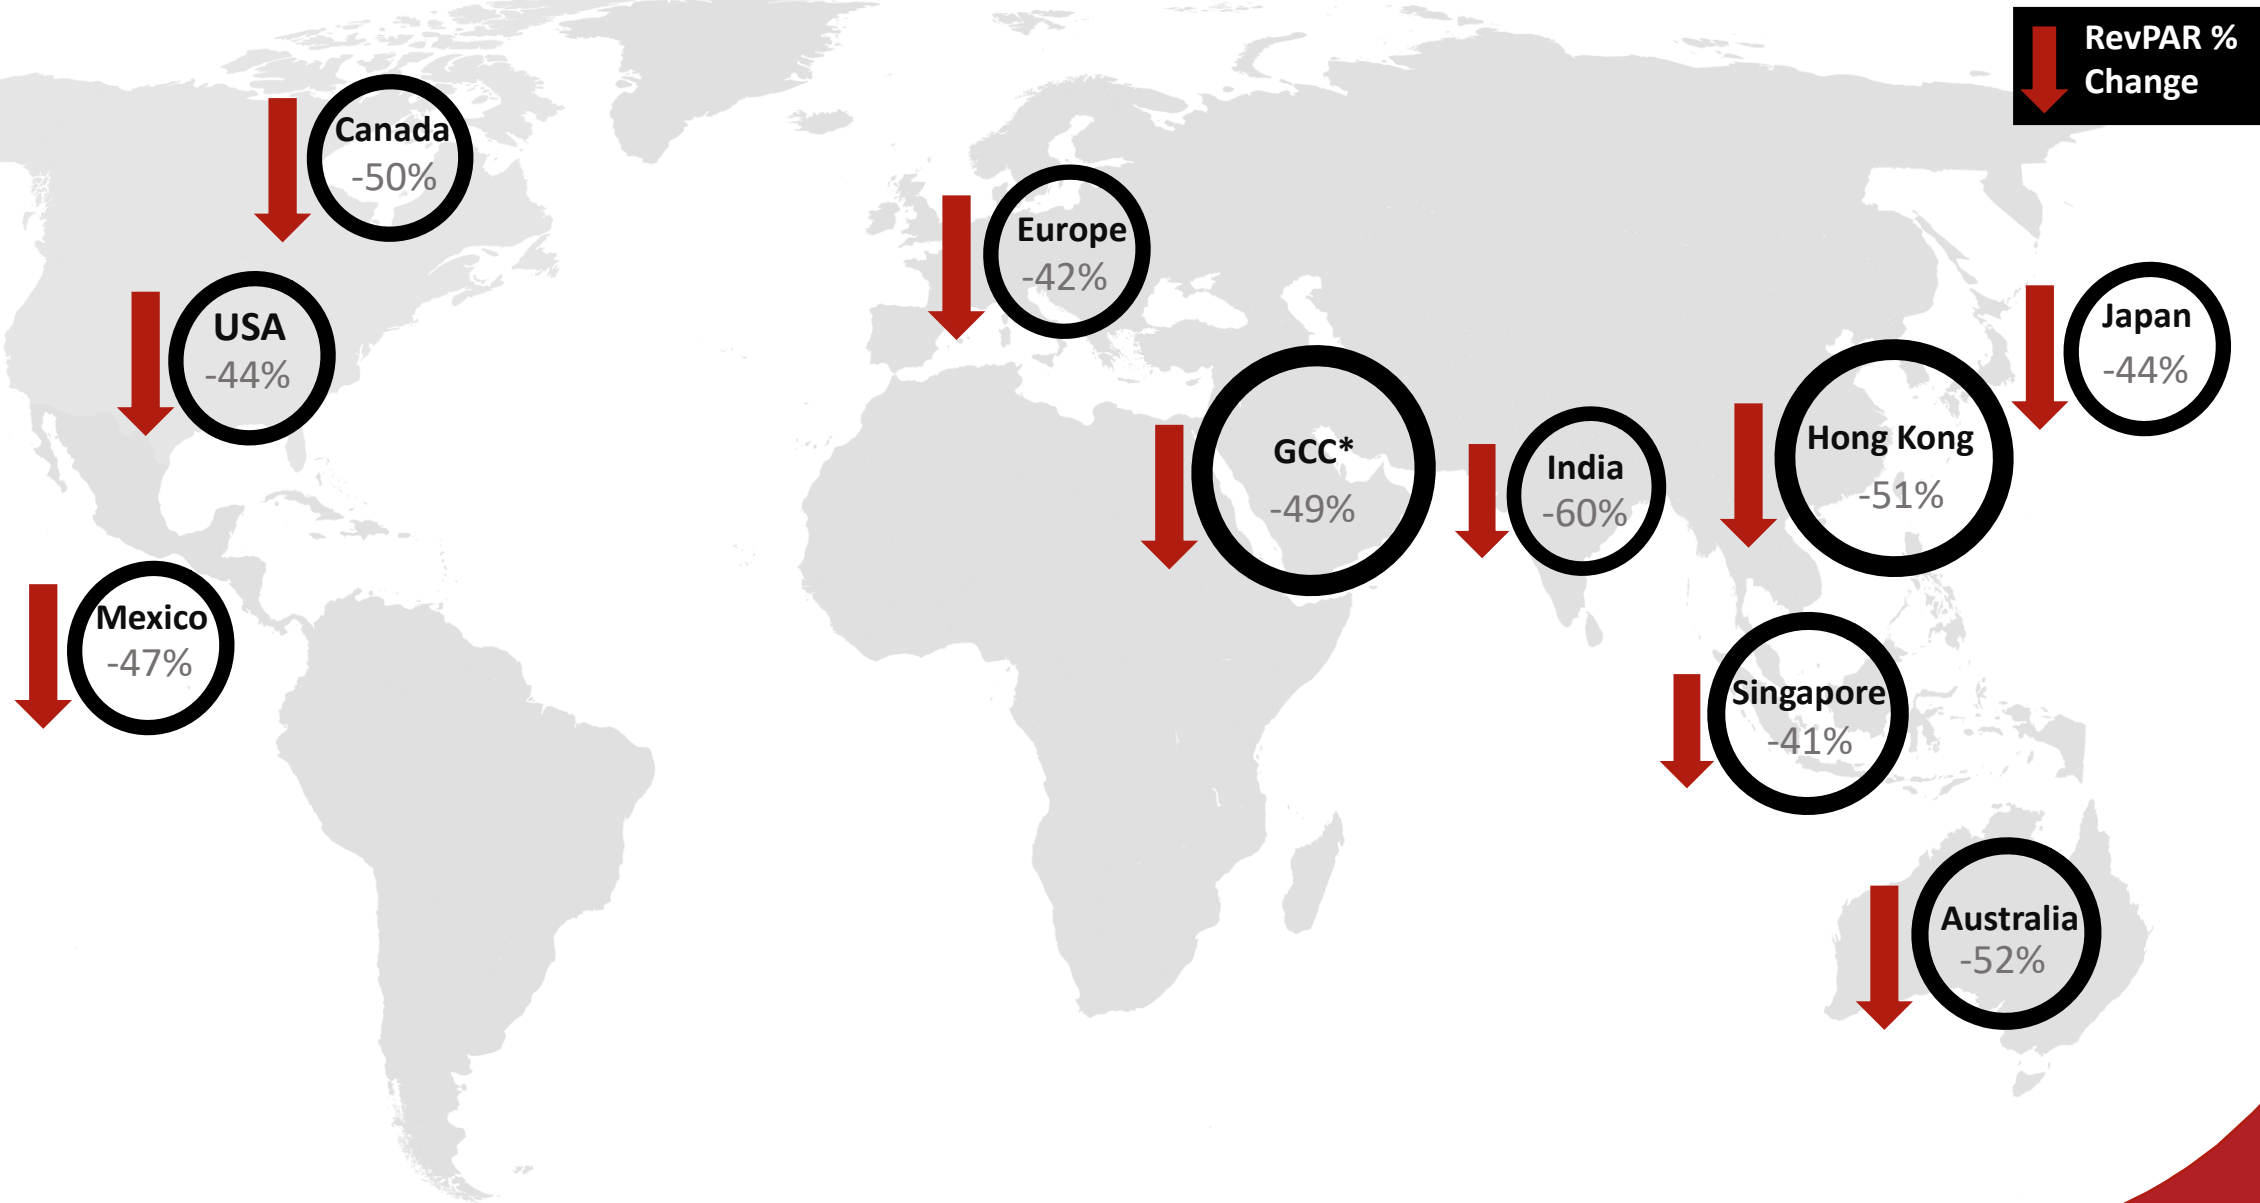 RevPAR %
Change
Canada
-50%
Europe
-42%
USA
-44%
Japan
-44%
GCC*
-49%
India
-60%
Hong Kong
-51%
Mexico
-47%
Singapore
-41%
Australia
-52%